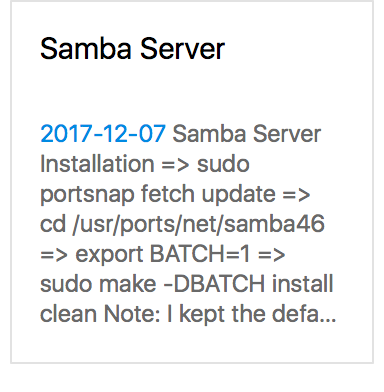 Samba Server
2017-12-07 Samba Server
Installation => sudo
portsnap fetch update =>
cd /usr/ports/net/samba46
=> export BATCH=1 =>
sudo make -DBATCH install
clean Note: I kept the defa...